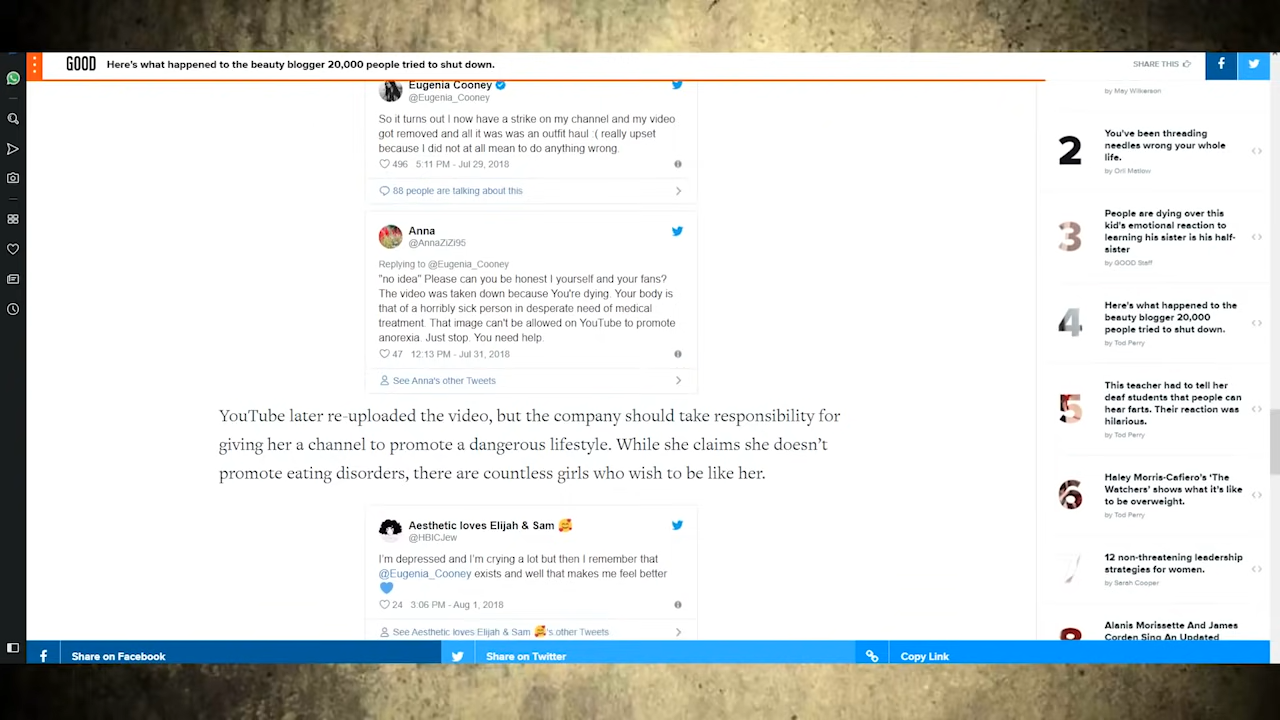 GOOD Here's what happened to the beauty blogger 20,000 people tried to shut down.
SHARE THIS
Eugenia Cooney
@Eugenia_Cooney
So it turns out I now have a strike on my channel and my video
got removed and all it was was an outfit haul :( really upset
because I did not at all mean to do anything wrong.
496 5:11 PM - Jul 29, 2018
88 people are talking about this
Anna
@AnnaZiZi95
Replying to @Eugenia_Cooney
"no idea" Please can you be honest I yourself and your fans?
The video was taken down because You're dying. Your body is
that of a horribly sick person in desperate need of medical
treatment. That image can't be allowed on YouTube to promote
anorexia. Just stop. You need help.
47 12:13 PM - Jul 31, 2018
See Anna's other Tweets
YouTube later re-uploaded the video, but the company should take responsibility for
giving her a channel to promote a dangerous lifestyle. While she claims she doesn't
promote eating disorders, there are countless girls who wish to be like her.
Aesthetic loves Elijah & Sam 🥰
@HBICJew
I'm depressed and I'm crying a lot but then I remember that
@Eugenia_Cooney exists and well that makes me feel better
💙
24 3:06 PM - Aug 1, 2018
See Aesthetic loves Elijah & Sam 🥰's other Tweets
by May Wilkerson
2
You've been threading
needles wrong your whole
life.
by Orli Matlow
3
People are dying over this
kid's emotional reaction to
learning his sister is his half-
sister
by GOOD Staff
4
Here's what happened to the
beauty blogger 20,000
people tried to shut down.
by Tod Perry
5
This teacher had to tell her
deaf students that people can
hear farts. Their reaction was
hilarious.
by Tod Perry
6
Haley Morris-Cafiero's 'The
Watchers' shows what it's like
to be overweight.
by Tod Perry
7
12 non-threatening leadership
strategies for women.
by Sarah Cooper
8
Alanis Morissette And James
Corden Sing An Updated
Share on Facebook
Share on Twitter
Copy Link